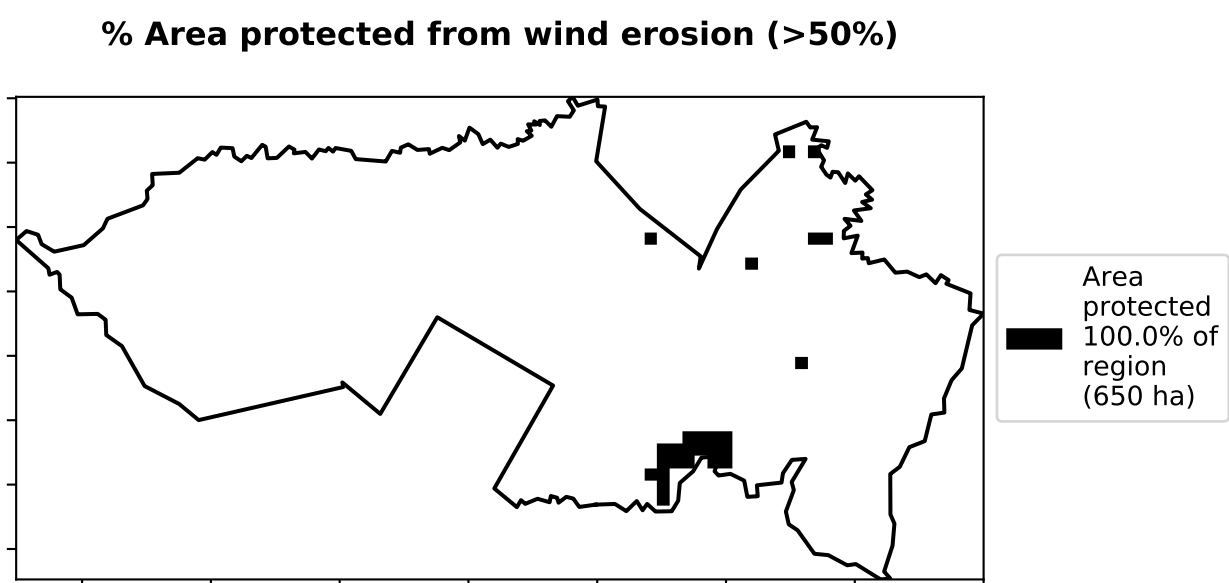 % Area protected from wind erosion (>50%)
Area
protected
100.0% of
region
(650 ha)